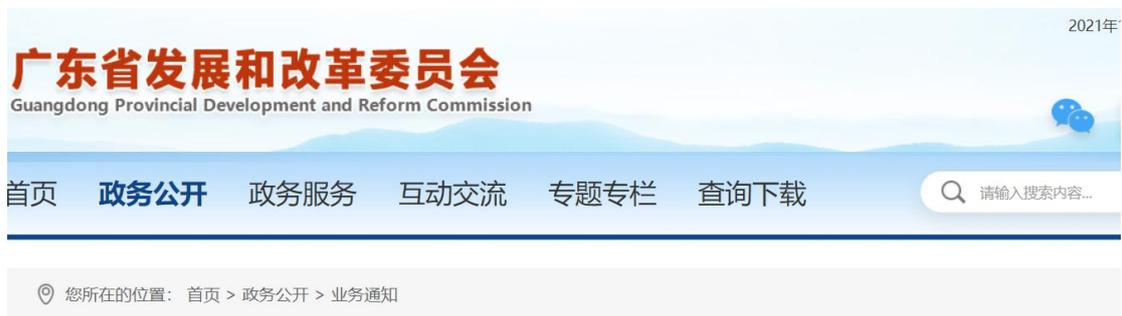 2021年
广东省发展和改革委员会
Guangdong Provincial Development and Reform Commission
首页 政务公开 政务服务 互动交流 专题专栏 查询下载 请输入搜索内容...
您所在的位置： 首页 > 政务公开 > 业务通知